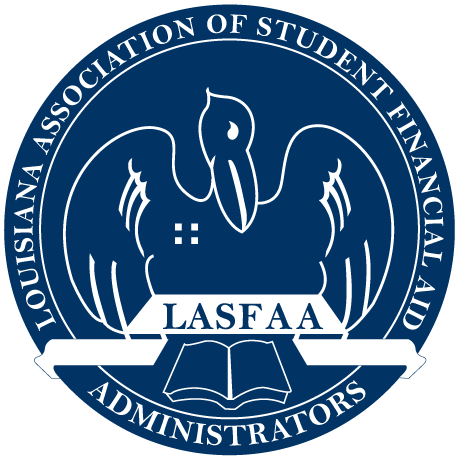 LOUISIANA ASSOCIATION OF STUDENT FINANCIAL AID
LASFAA
ADMINISTRATORS